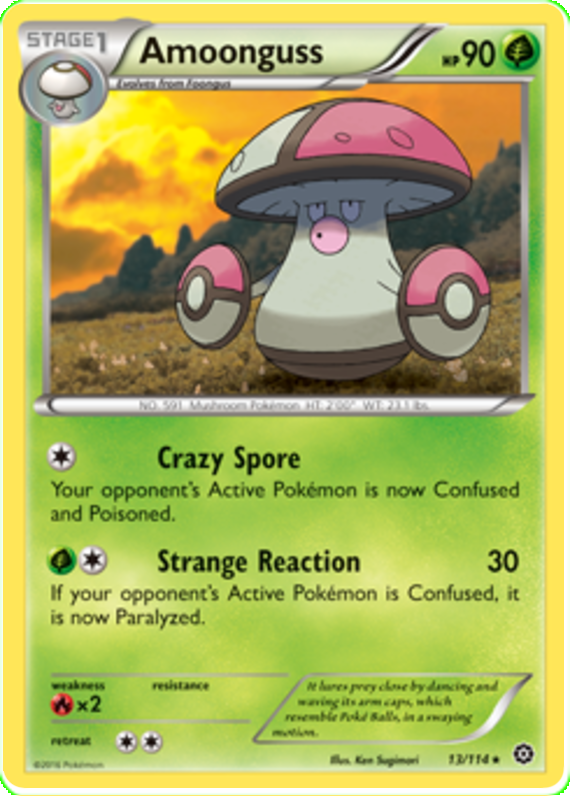 STAGE1
Amoonguss
HP90
Evolves from Foongus
NO. 591 Mushroom Pokémon HT: 2'00" WT: 23.1 lbs.
Crazy Spore
Your opponent's Active Pokémon is now Confused
and Poisoned.
Strange Reaction 30
If your opponent's Active Pokémon is Confused, it
is now Paralyzed.
weakness resistance
×2
retreat
It lures prey close by dancing and
waving its arm caps, which
resemble Poké Balls, in a swaying
motion.
Illus. Ken Sugimori 13/114 ★
©2016 Pokémon